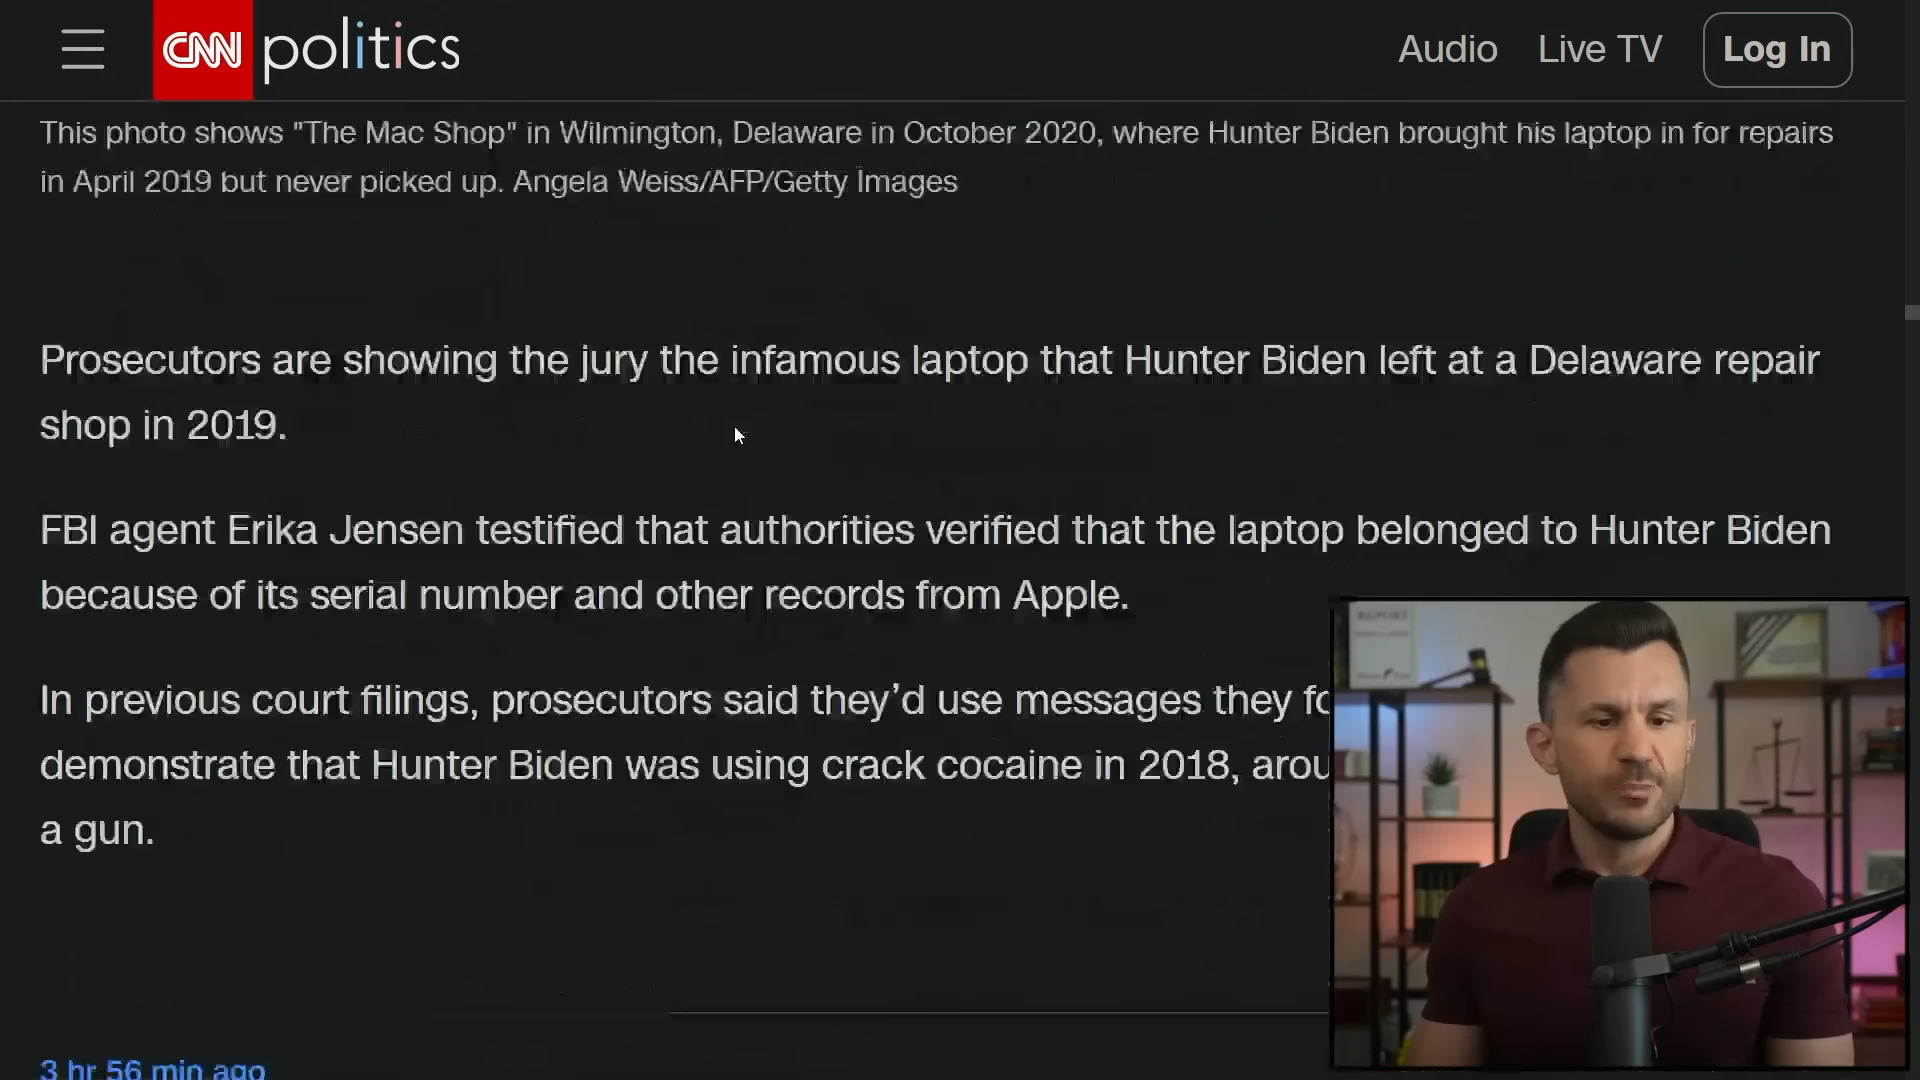 CNN politics
Audio Live TV Log In
This photo shows "The Mac Shop" in Wilmington, Delaware in October 2020, where Hunter Biden brought his laptop in for repairs
in April 2019 but never picked up. Angela Weiss/AFP/Getty Images
Prosecutors are showing the jury the infamous laptop that Hunter Biden left at a Delaware repair
shop in 2019.
FBI agent Erika Jensen testified that authorities verified that the laptop belonged to Hunter Biden
because of its serial number and other records from Apple.
In previous court filings, prosecutors said they’d use messages they
demonstrate that Hunter Biden was using crack cocaine in 2018,
a gun.
REPORT
3 hr 56 min ago